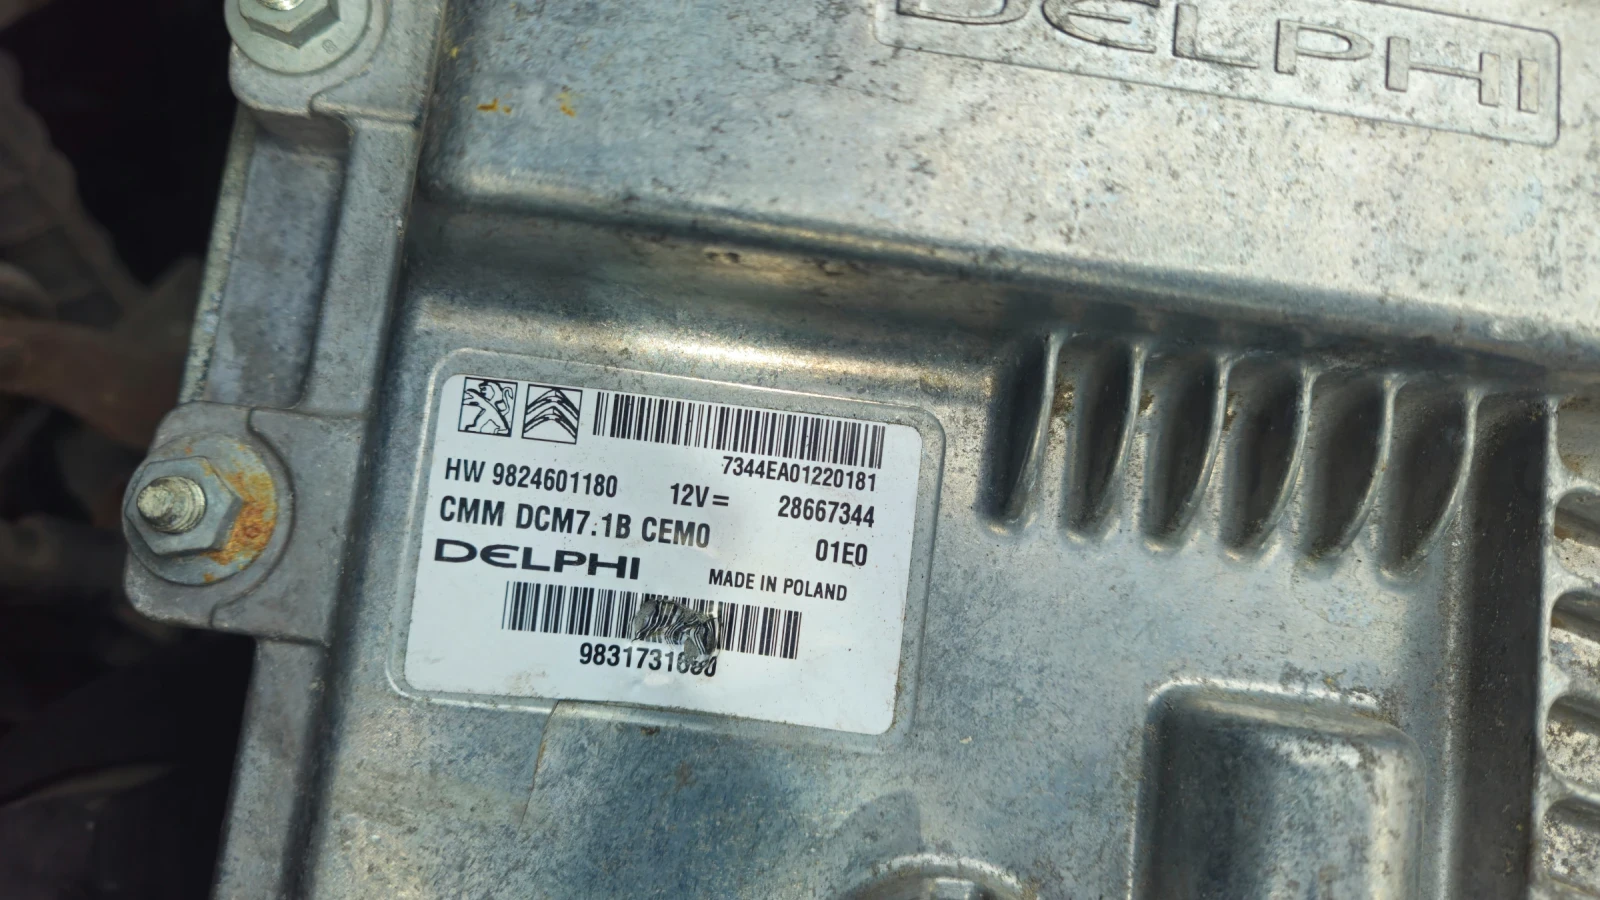 DELPHI
7344EA01220181
HW 9824601180 12V= 28667344
CMM DCM7.1B CEM0 01E0
DELPHI MADE IN POLAND